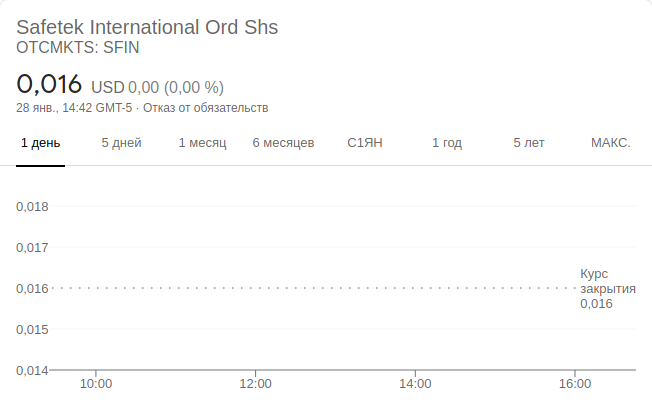 Safetek International Ord Shs
OTCMKTS: SFIN
0,016 USD 0,00 (0,00 %)
28 янв., 14:42 GMT-5 · Отказ от обязательств
1 день 5 дней 1 месяц 6 месяцев С1ЯН 1 год 5 лет МАКС.
0,018
0,017
0,016
0,015
0,014
Курс
закрытия
0,016
10:00 12:00 14:00 16:00